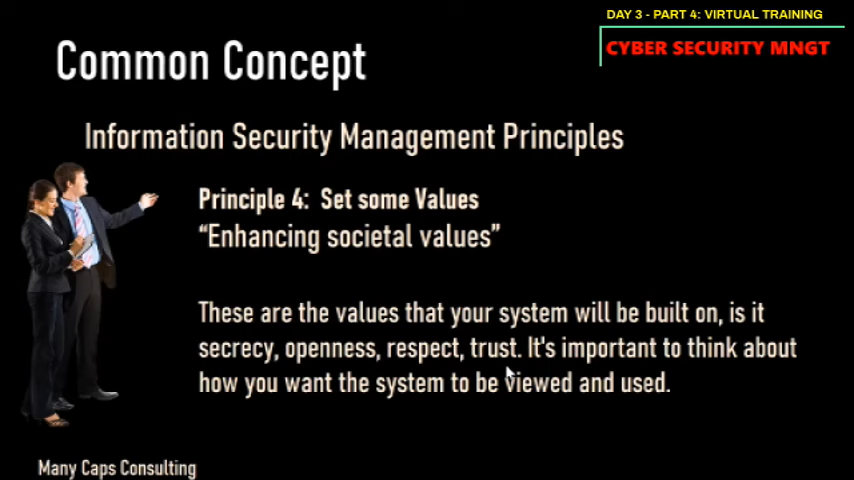 DAY 3 - PART 4: VIRTUAL TRAINING
CYBER SECURITY MNGT
Common Concept
Information Security Management Principles
Principle 4: Set some Values
“Enhancing societal values”
These are the values that your system will be built on, is it
secrecy, openness, respect, trust. It's important to think about
how you want the system to be viewed and used.
Many Caps Consulting